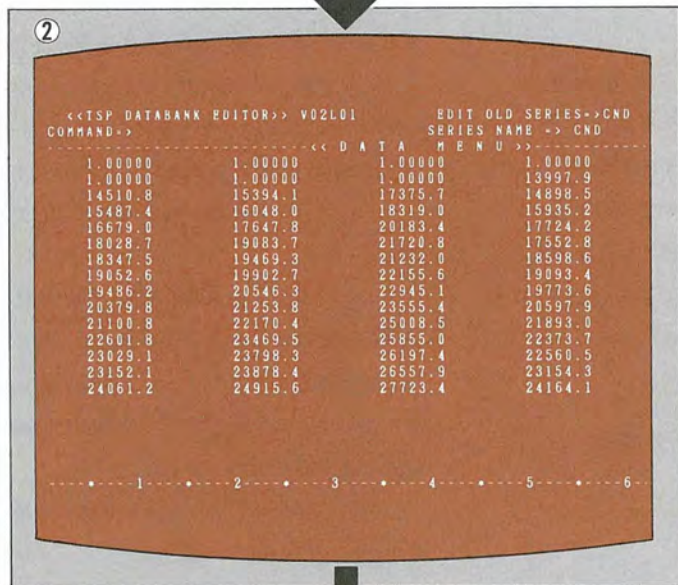 ②
<<TSP DATABANK EDITOR>> V02L01 EDIT OLD SERIES->CND
COMMAND-> SERIES NAME -> CND
--------------------------<< D A T A M E N U >>------------
1.00000 1.00000 1.00000 1.00000
1.00000 1.00000 1.00000 13997.9
14510.8 15394.1 17375.7 14898.5
15487.4 16048.0 18319.0 15935.2
16679.0 17647.8 20183.4 17724.2
18028.7 19083.7 21720.8 17552.8
18347.5 19469.3 21232.0 18598.6
19052.6 19902.7 22155.6 19093.4
19486.2 20546.3 22945.1 19773.6
20379.8 21253.8 23555.4 20597.9
21100.8 22170.4 25008.5 21893.0
22601.8 23469.5 25855.0 22373.7
23029.1 23798.3 26197.4 22560.5
23152.1 23878.4 26557.9 23154.3
24061.2 24915.6 27723.4 24164.1
----•----1----•----2----•----3----•----4----•----5----•----6--